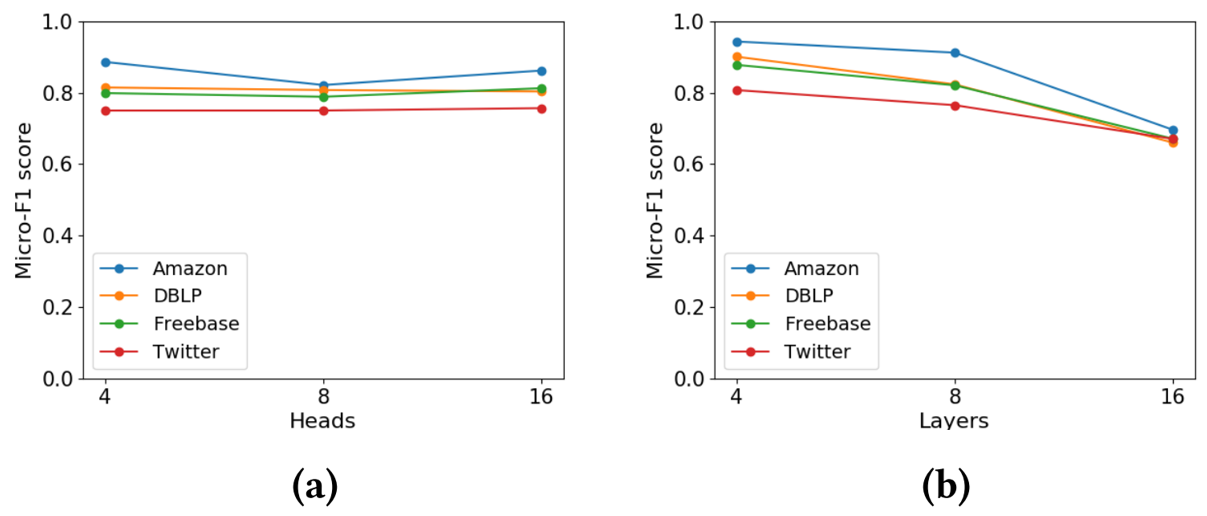 1.0
0.8
0.6
0.4
0.2
0.0
Micro-F1 score
Amazon
DBLP
Freebase
Twitter
4 8 16
Heads
(a)
1.0
0.8
0.6
0.4
0.2
0.0
Micro-F1 score
Amazon
DBLP
Freebase
Twitter
4 8 16
Layers
(b)